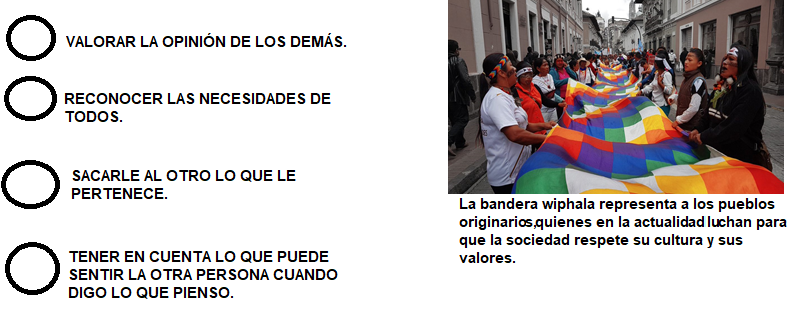 VALORAR LA OPINIÓN DE LOS DEMÁS.
RECONOCER LAS NECESIDADES DE
TODOS.
SACARLE AL OTRO LO QUE LE
PERTENECE.
TENER EN CUENTA LO QUE PUEDE
SENTIR LA OTRA PERSONA CUANDO
DIGO LO QUE PIENSO.
La bandera wiphala representa a los pueblos
originarios,quienes en la actualidad luchan para
que la sociedad respete su cultura y sus
valores.